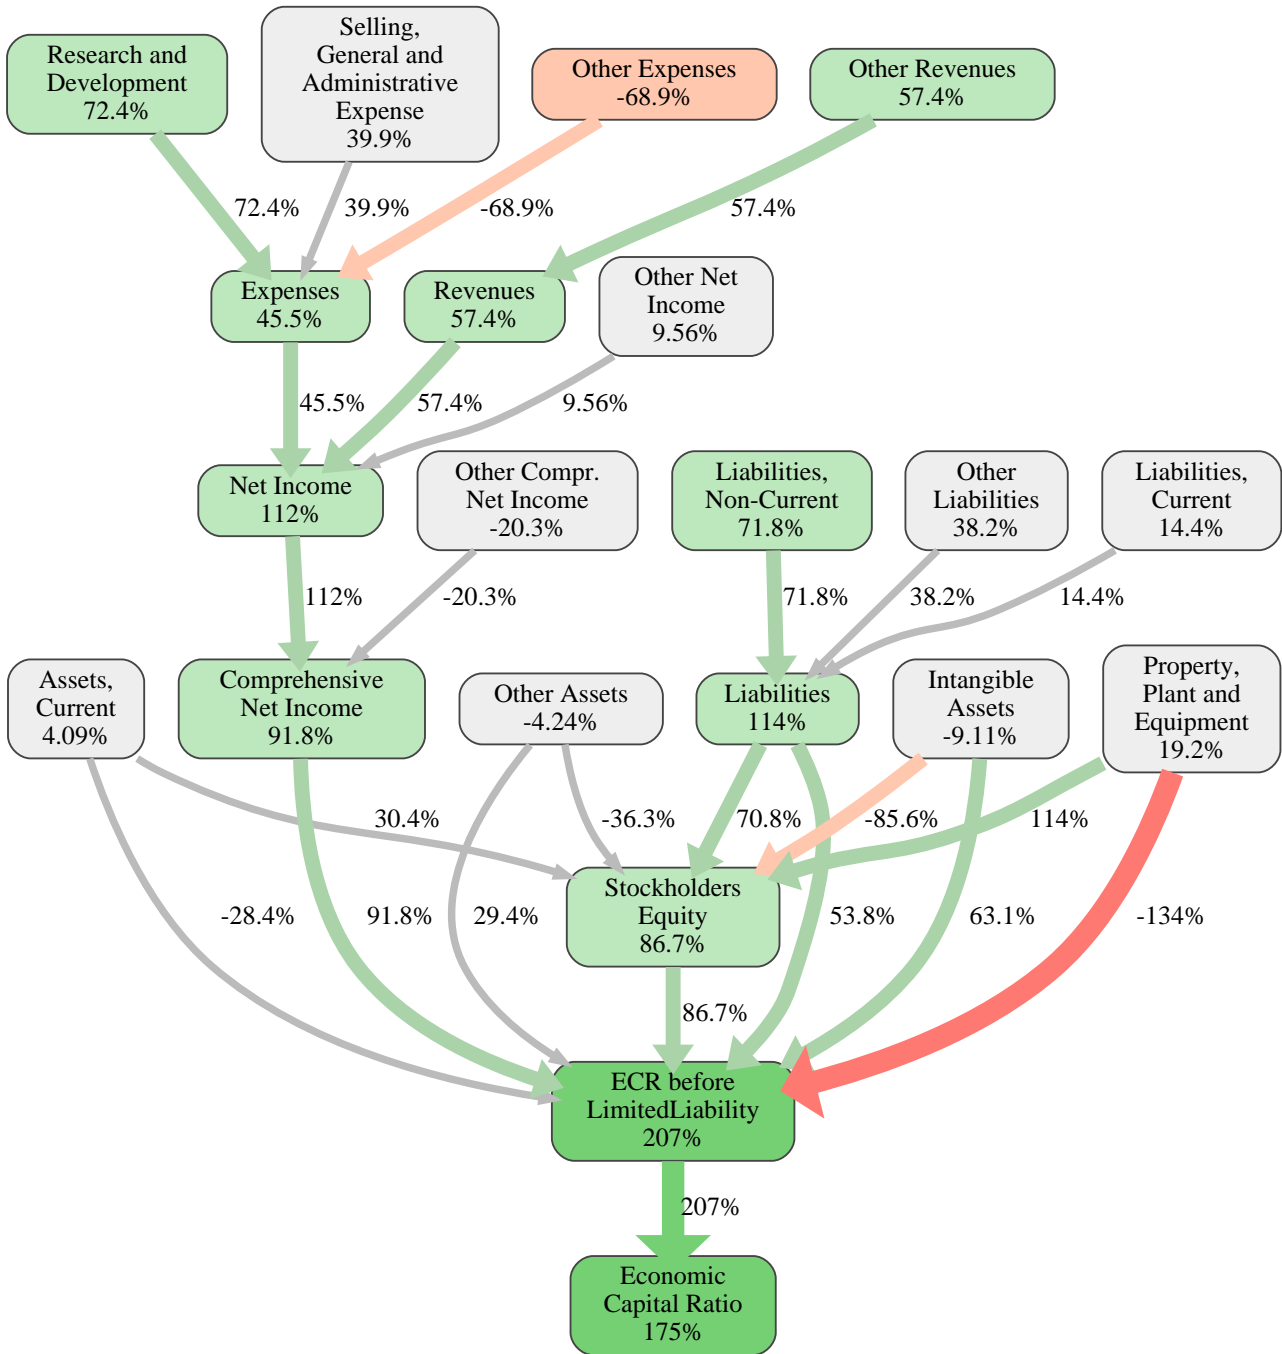 Research and
Development
72.4%
Selling,
General and
Administrative
Expense
39.9%
Other Expenses
-68.9%
Other Revenues
57.4%
72.4%
39.9%
-68.9%
57.4%
Expenses
45.5%
Revenues
57.4%
Other Net
Income
9.56%
45.5%
57.4%
9.56%
Net Income
112%
Other Compr.
Net Income
-20.3%
Liabilities,
Non-Current
71.8%
Other
Liabilities
38.2%
Liabilities,
Current
14.4%
112%
-20.3%
71.8%
38.2%
14.4%
Assets,
Current
4.09%
Comprehensive
Net Income
91.8%
Other Assets
-4.24%
Liabilities
114%
Intangible
Assets
-9.11%
Property,
Plant and
Equipment
19.2%
30.4%
-36.3%
70.8%
-85.6%
114%
Stockholders
Equity
86.7%
-28.4%
91.8%
29.4%
53.8%
63.1%
-134%
86.7%
ECR before
LimitedLiability
207%
207%
Economic
Capital Ratio
175%